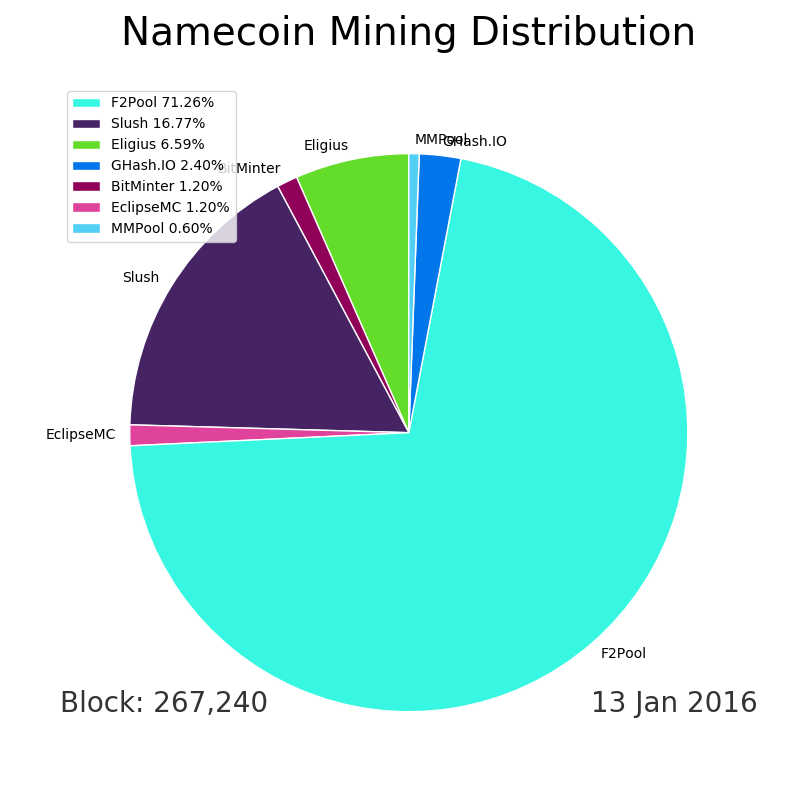 Namecoin Mining Distribution
F2Pool 71.26%
Slush 16.77%
Eligius 6.59%
GHash.IO 2.40%
BitMinter 1.20%
EclipseMC 1.20%
MMPool 0.60%
MMPool
GHash.IO
Eligius
BitMinter
Slush
EclipseMC
F2Pool
Block: 267,240
13 Jan 2016